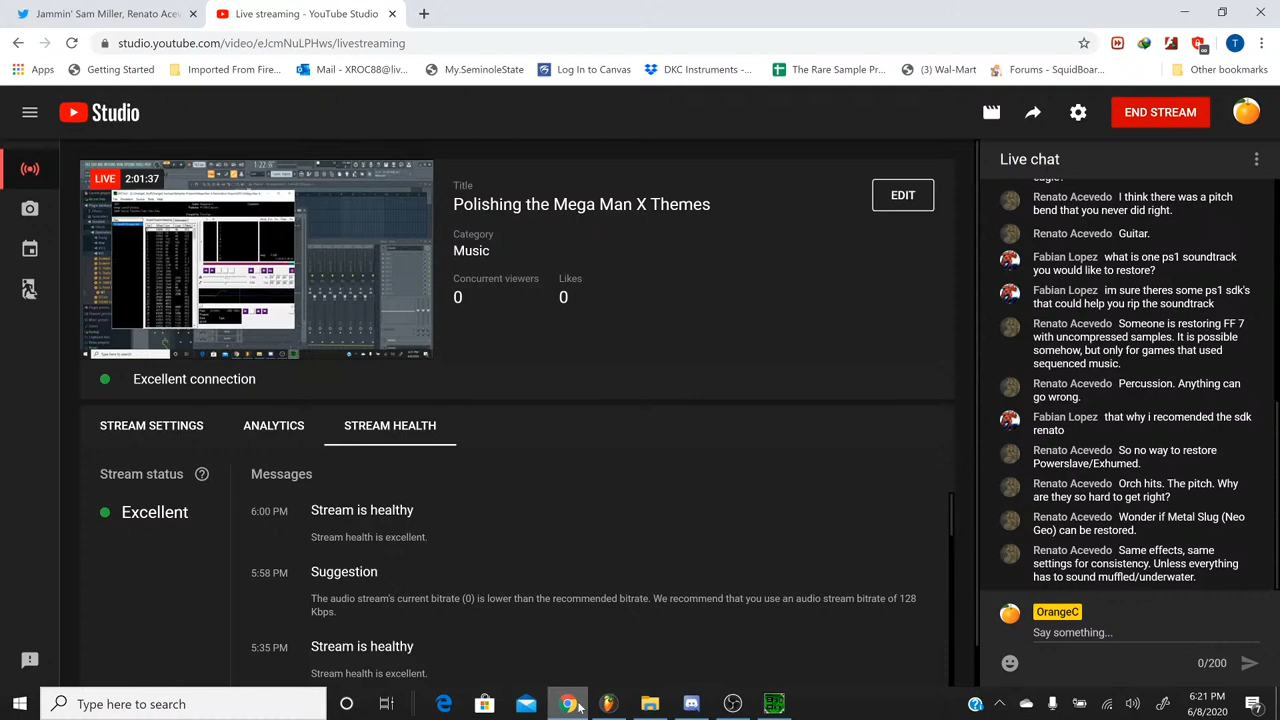 Jammin' Sam Miller, Renato Acev
Live streaming - YouTube Studio
studio.youtube.com/video/eJcmNuLPHws/livestreaming
Apps
Getting Started
Imported From Fire...
Mail - XROC88@liv...
My.SeminoleState
Log In to Canvas
DKC Instruments -...
The Rare Sample Pr...
(3) Wal-Mart
Forums - SquidBoar...
Other bookmarks
Studio
END STREAM
LIVE 2:01:37
Title
Polishing the Mega Man X Themes
Category
Music
Concurrent viewers
Likes
0
0
Excellent connection
STREAM SETTINGS
ANALYTICS
STREAM HEALTH
Stream status
Excellent
Messages
6:00 PM
Stream is healthy
Stream health is excellent.
5:58 PM
Suggestion
The audio stream's current bitrate (0) is lower than the recommended bitrate. We recommend that you use an audio stream bitrate of 128
Kbps.
5:35 PM
Stream is healthy
Stream health is excellent.
Live chat
Renato Acevedo I think there was a pitch
bend that you never did right.
Renato Acevedo Guitar.
Fabian Lopez what is one ps1 soundtrack
would like to restore?
Fabian Lopez im sure theres some ps1 sdk's
that could help you rip the soundtrack
Renato Acevedo Someone is restoring FF 7
with uncompressed samples. It is possible
somehow, but only for games that used
sequenced music.
Renato Acevedo Percussion. Anything can
go wrong.
Fabian Lopez that why i recomended the sdk
renato
Renato Acevedo So no way to restore
Powerslave/Exhumed.
Renato Acevedo Orch hits. The pitch. Why
are they so hard to get right?
Renato Acevedo Wonder if Metal Slug (Neo
Geo) can be restored.
Renato Acevedo Same effects, same
settings for consistency. Unless everything
has to sound muffled/underwater.
OrangeC
Say something...
0/200
Type here to search
6:21 PM
6/8/2020